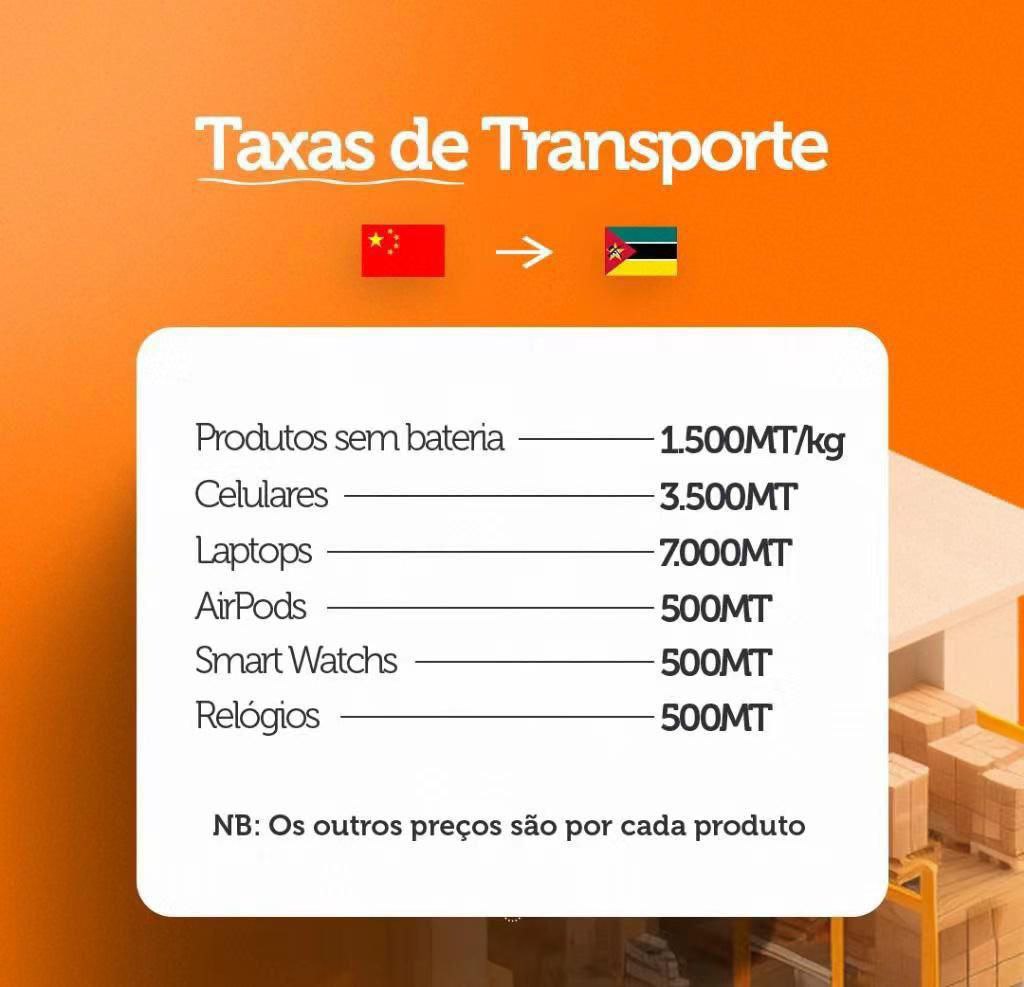 Taxas de Transporte
Produtos sem bateria 1.500MT/kg
Celulares 3.500MT
Laptops 7.000MT
AirPods 500MT
Smart Watchs 500MT
Relógios 500MT
NB: Os outros preços são por cada produto